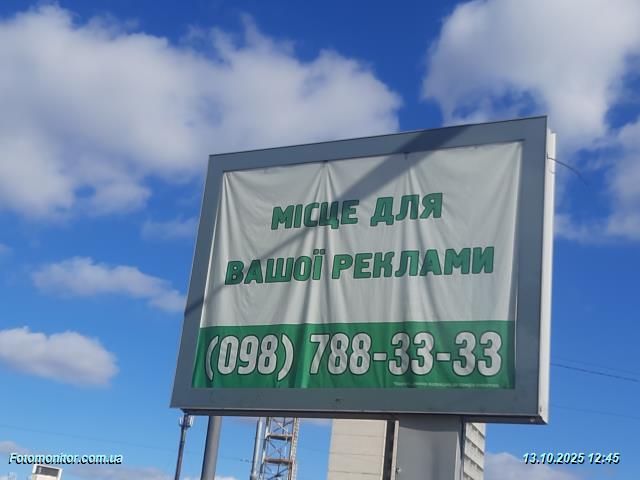 МІСЦЕ ДЛЯ
ВАШОЇ РЕКЛАМИ
(098) 788-33-33
Fotomonitor.com.ua
13.10.2025 12:45